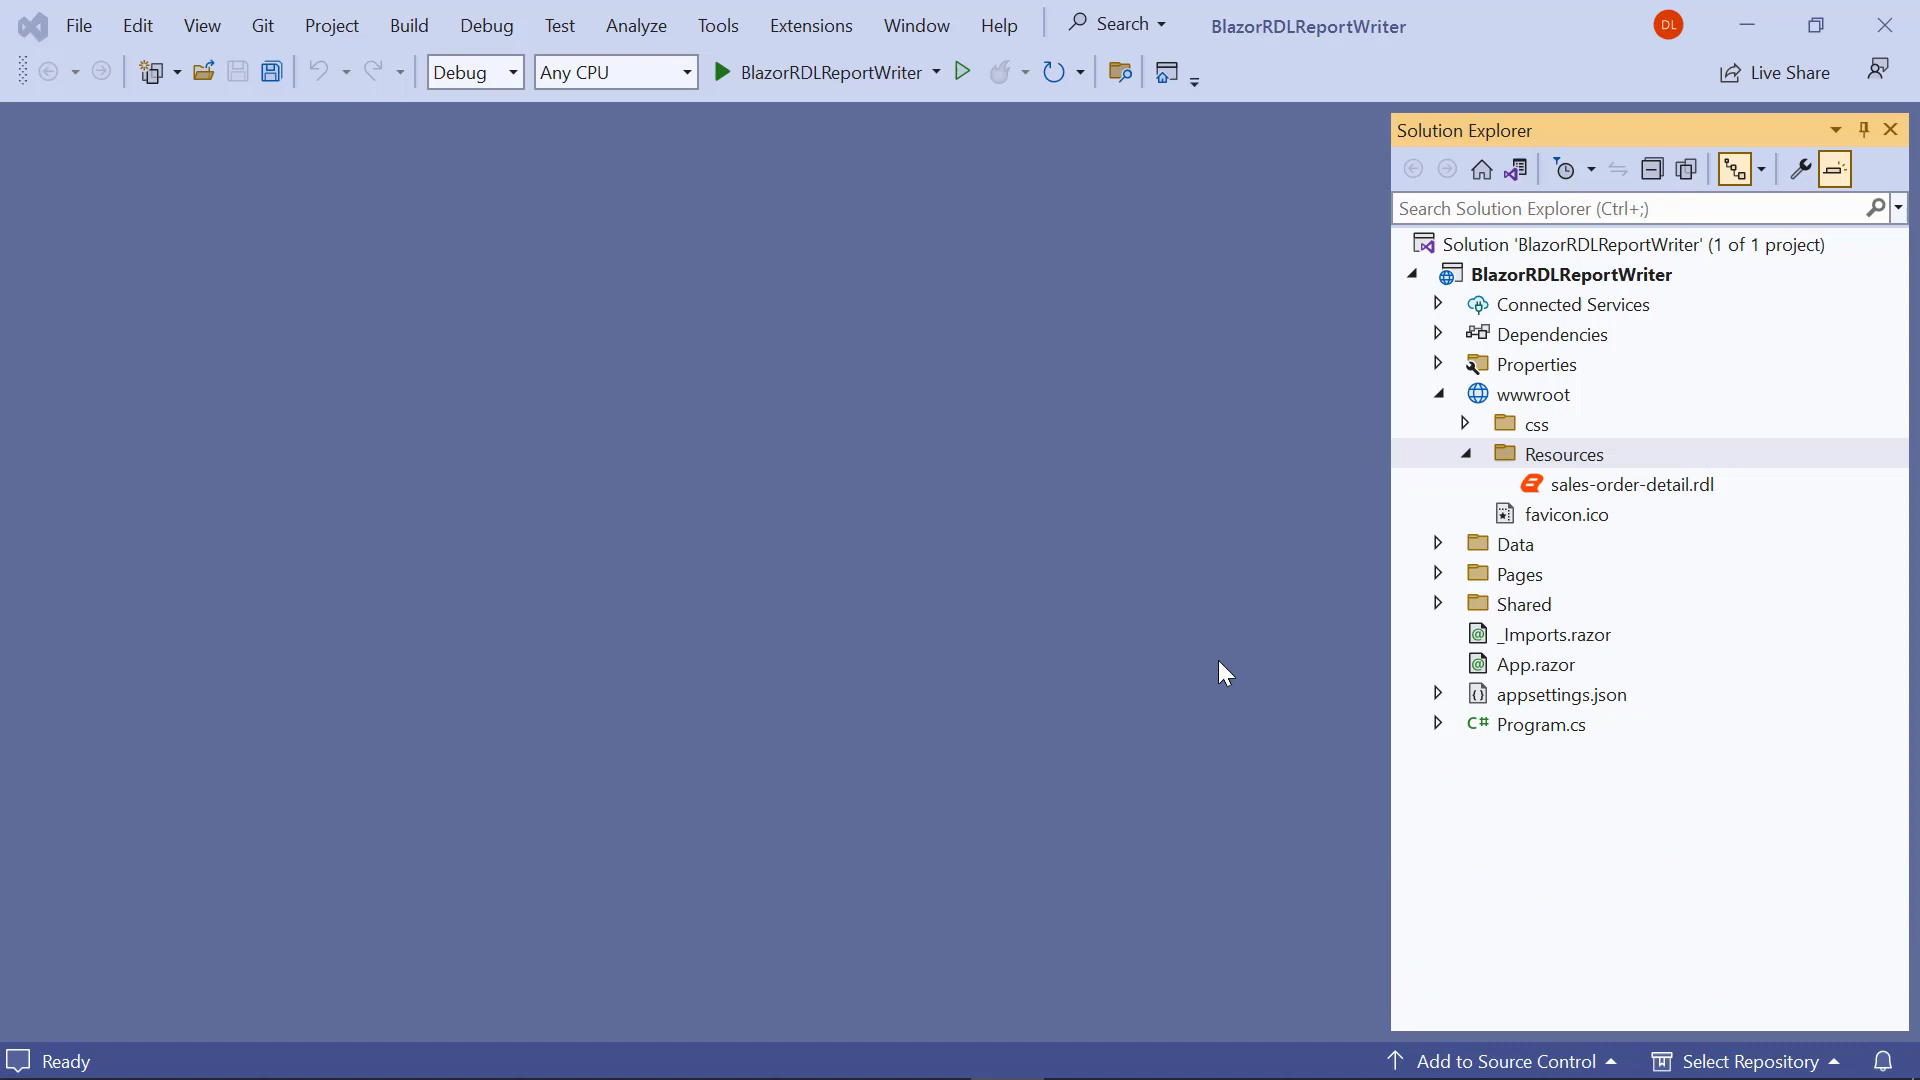 File Edit View Git Project Build Debug Test Analyze Tools Extensions Window Help Search BlazorRDLReportWriter DL
Debug Any CPU BlazorRDLReportWriter Live Share
Solution Explorer
Search Solution Explorer (Ctrl+;)
Solution 'BlazorRDLReportWriter' (1 of 1 project)
BlazorRDLReportWriter
Connected Services
Dependencies
Properties
wwwroot
css
Resources
sales-order-detail.rdl
favicon.ico
Data
Pages
Shared
_Imports.razor
App.razor
appsettings.json
C# Program.cs
Ready Add to Source Control Select Repository